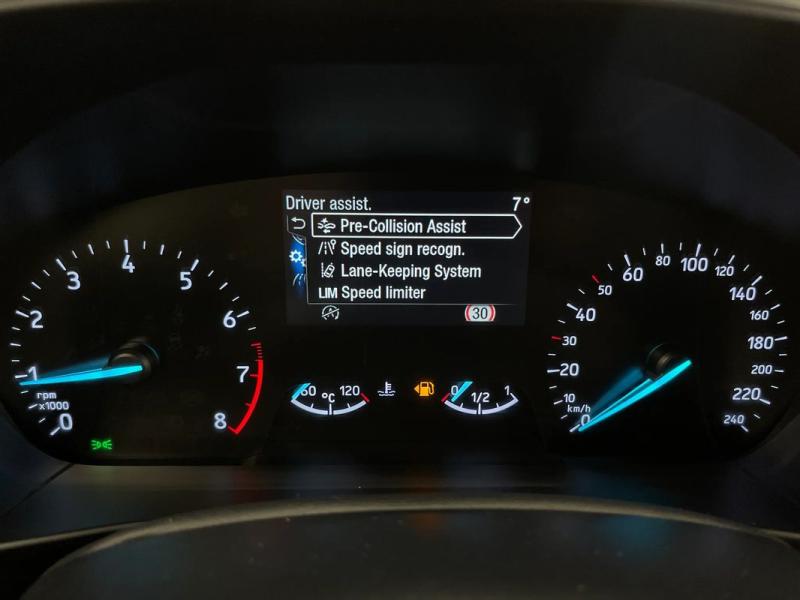 Driver assist. 7°
Pre-Collision Assist
Speed sign recogn.
Lane-Keeping System
LIM Speed limiter
30
0 1 2 3 4 5 6 7 8
rpm
x1000
60 °C 120
0 1/2 1
0 10 20 30 40 50 60 80 100 120 140 160 180 200 220 240
km/h